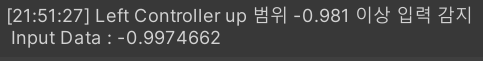 [21:51:27] Left Controller up 범위 -0.981 이상 입력 감지
Input Data : -0.9974662